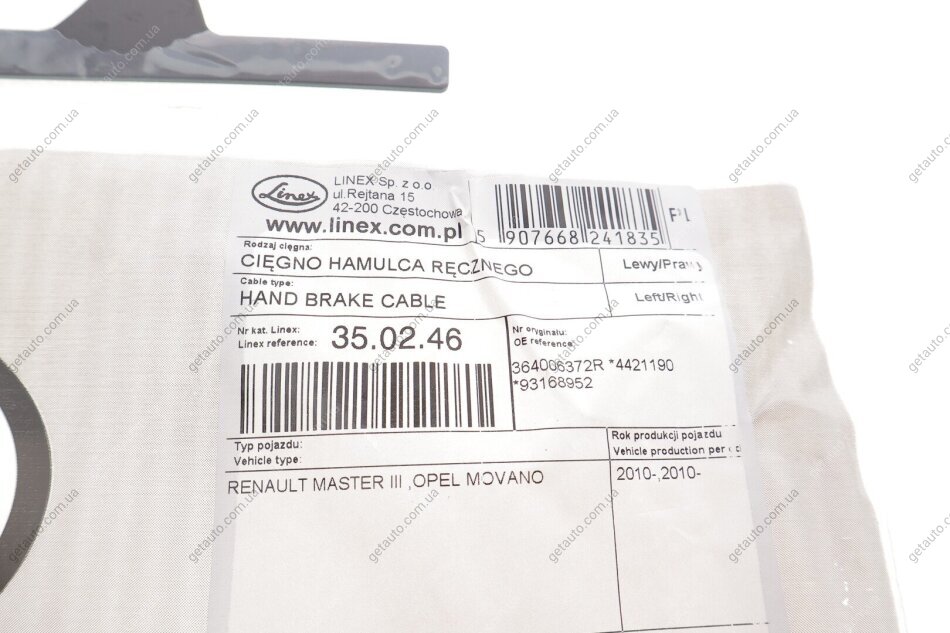 Linex
LINEX Sp. z o.o
ul.Rejtana 15
42-200 Częstochowa
www.linex.com.pl
5 907668 241835
PL
Rodzaj cięgna:
CIĘGNO HAMULCA RĘCZNEGO
Lewy/Prawy
Cable type:
HAND BRAKE CABLE
Left/Right
Nr kat. Linex:
Linex reference: 35.02.46
Nr oryginału:
OE reference:
364006372R *4421190
*93168952
Typ pojazdu:
Vehicle type:
Rok produkcji pojazdu
Vehicle production per
RENAULT MASTER III ,OPEL MOVANO
2010-,2010-
getauto.com.ua